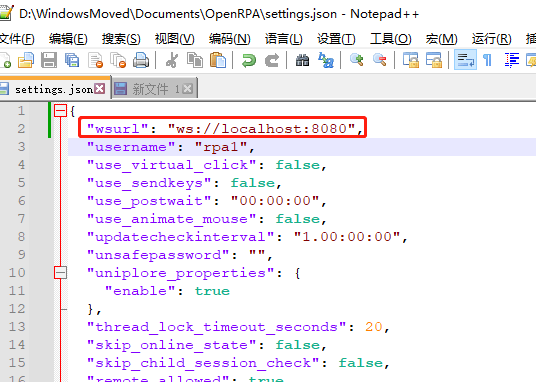 D:\WindowsMoved\Documents\OpenRPA\settings.json - Notepad++
文件(F) 编辑(E) 搜索(S) 视图(V) 编码(N) 语言(L) 设置(T) 工具(O) 宏(M) 运行(R)
settings.json 新文件 1
1 {
2 "wsurl": "ws://localhost:8080",
3 "username": "rpa1",
4 "use_virtual_click": false,
5 "use_sendkeys": false,
6 "use_postwait": "00:00:00",
7 "use_animate_mouse": false,
8 "updatecheckinterval": "1.00:00:00",
9 "unsafepassword": "",
10 "uniplore_properties": {
11 "enable": true
12 },
13 "thread_lock_timeout_seconds": 20,
14 "skip_online_state": false,
15 "skip_child_session_check": false,
16 "remote_allowed": true